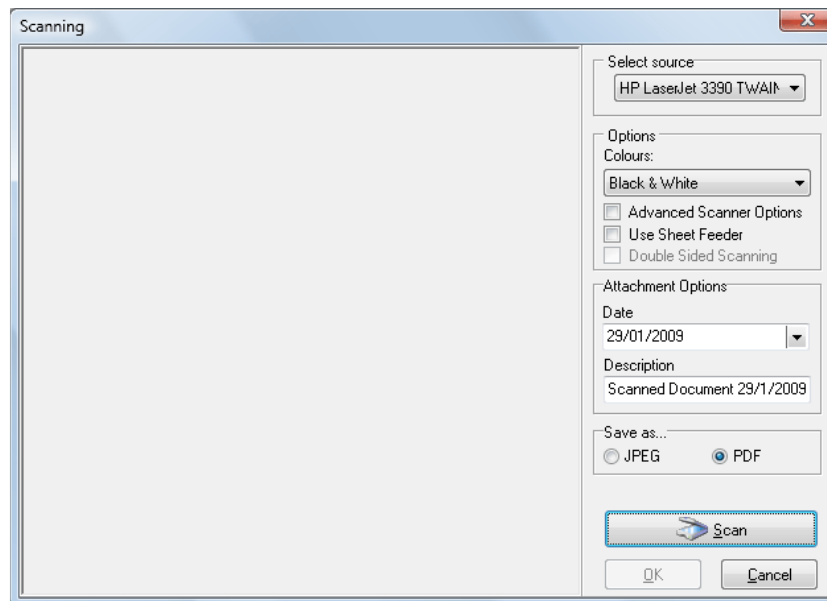 Scanning
Select source
HP LaserJet 3390 TWAIN
Options
Colours:
Black & White
Advanced Scanner Options
Use Sheet Feeder
Double Sided Scanning
Attachment Options
Date
29/01/2009
Description
Scanned Document 29/1/2009
Save as...
JPEG PDF
Scan
OK Cancel